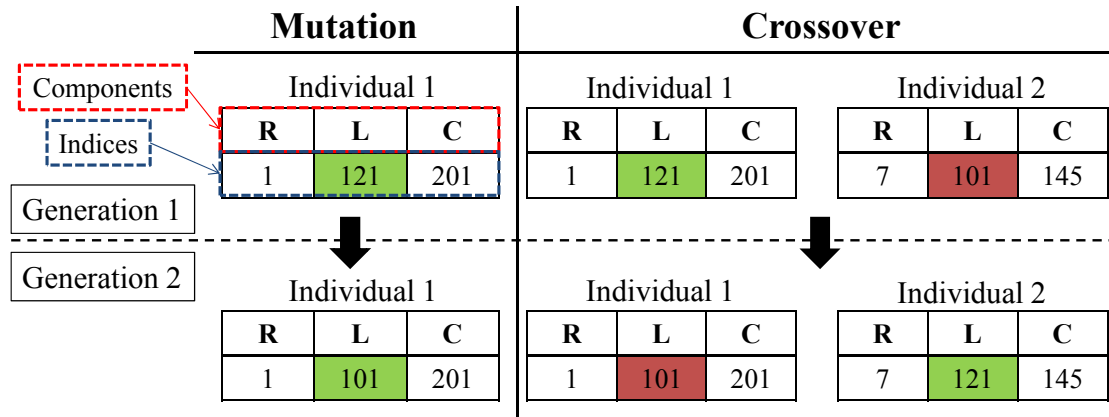 Mutation
Crossover
Components
Indices
Individual 1
R L C
1 121 201
Individual 1
R L C
1 121 201
Individual 2
R L C
7 101 145
Generation 1
Generation 2
Individual 1
R L C
1 101 201
Individual 1
R L C
1 101 201
Individual 2
R L C
7 121 145